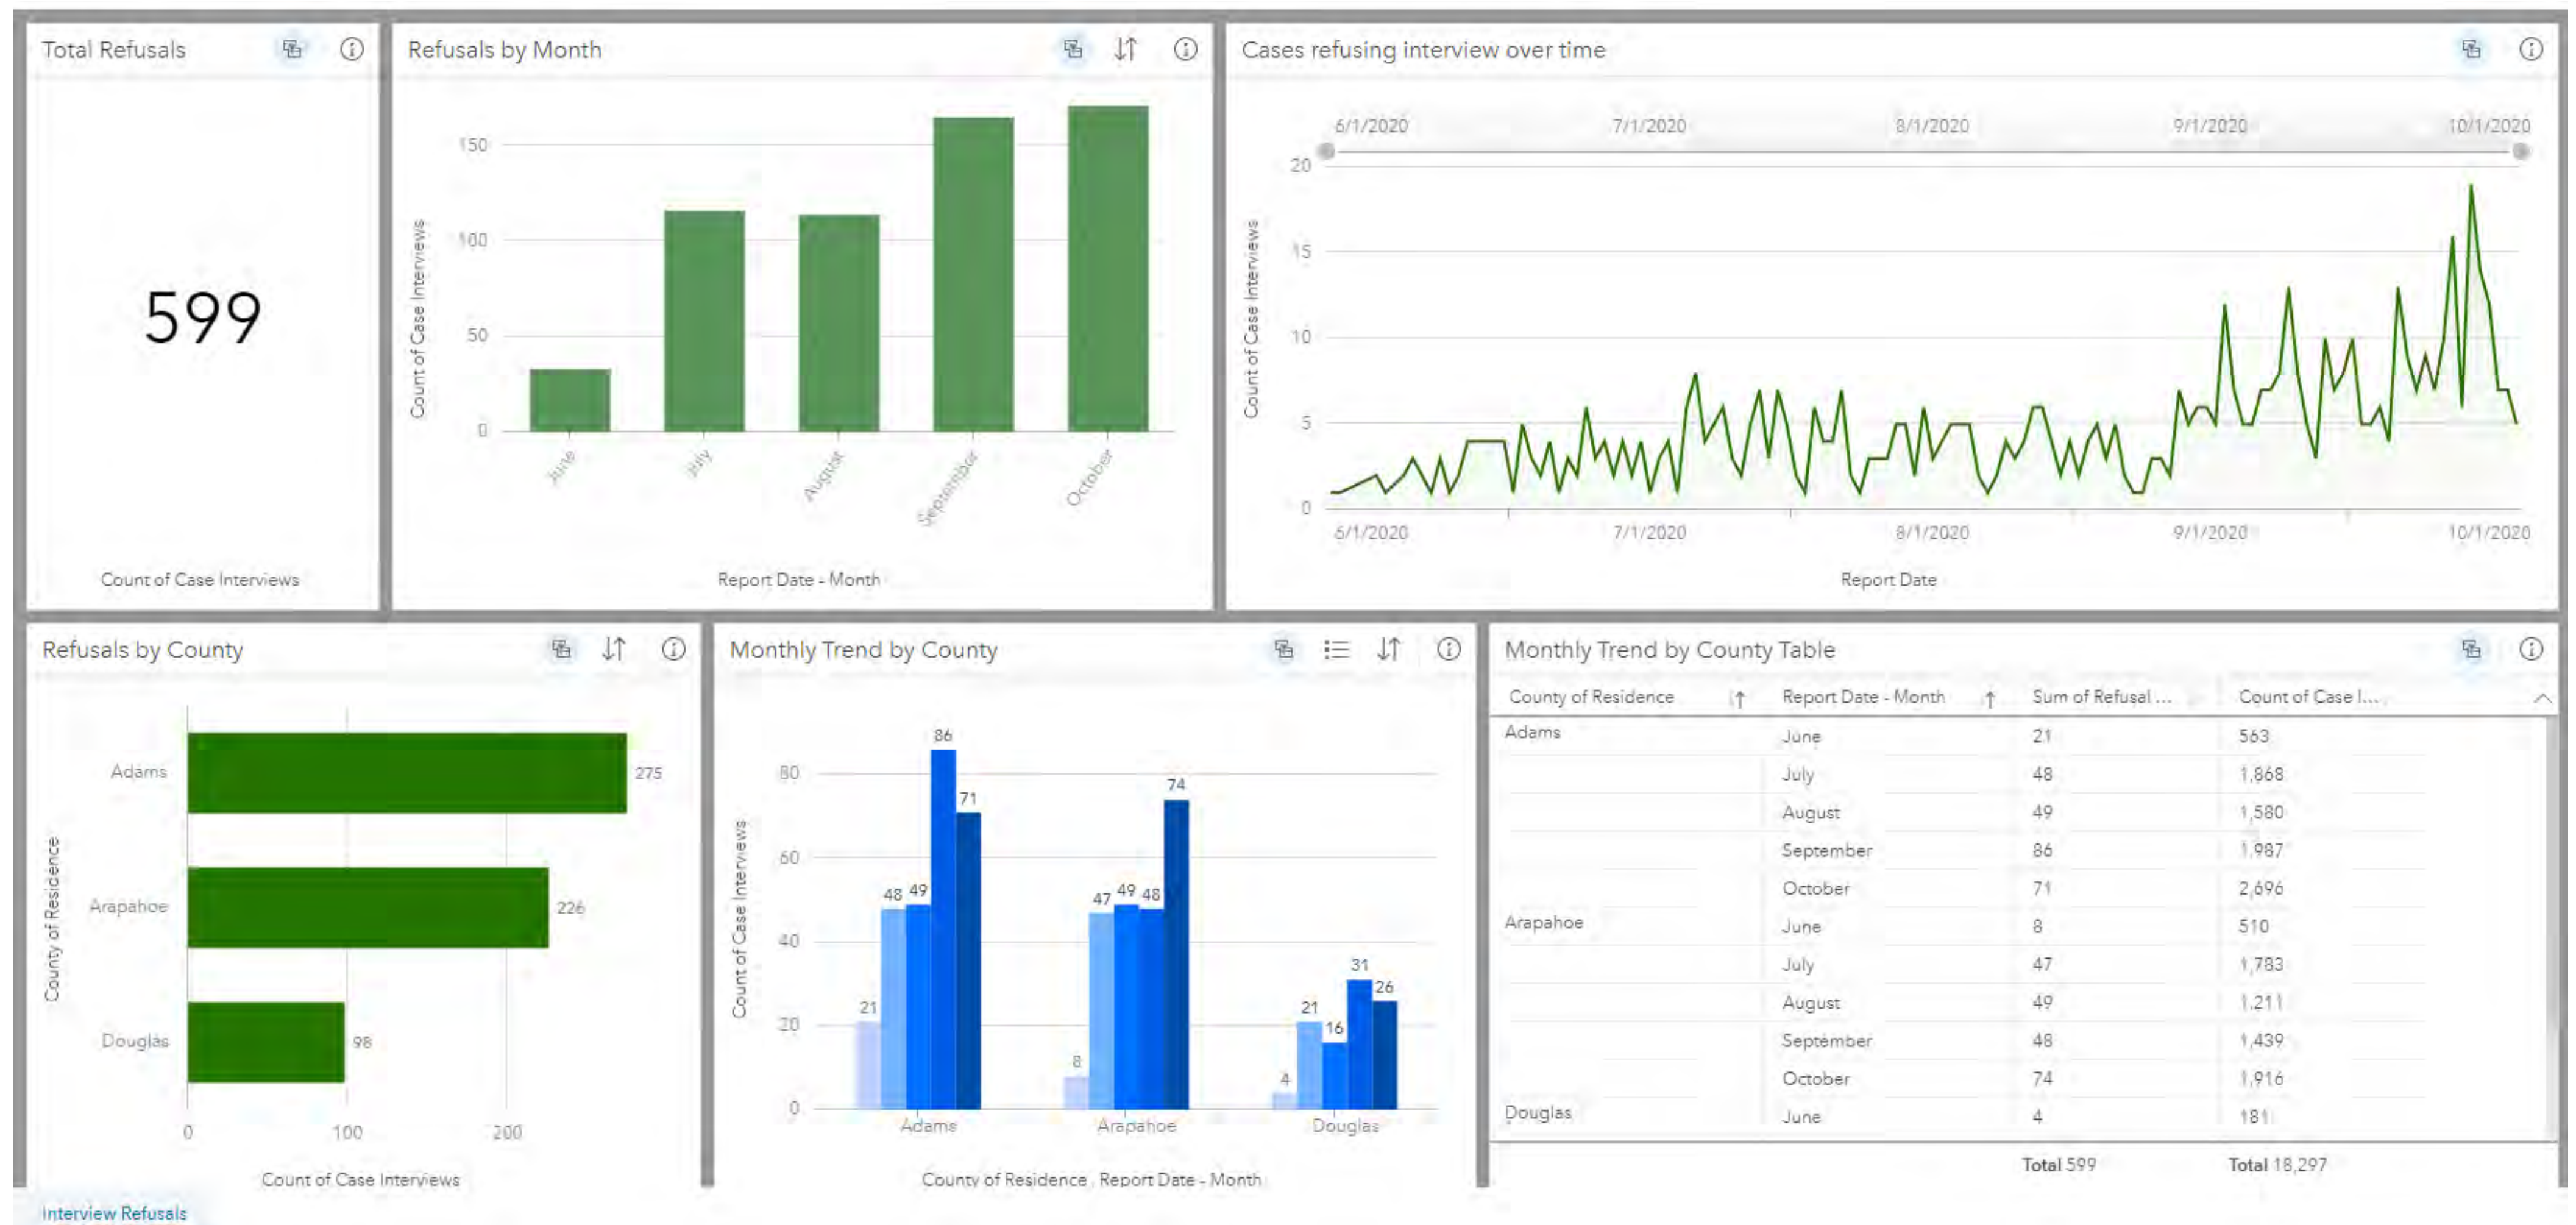 Total Refusals
599
Count of Case Interviews
Refusals by Month
Count of Case Interviews
150
100
50
0
June
July
August
September
October
Report Date - Month
Cases refusing interview over time
6/1/2020 7/1/2020 8/1/2020 9/1/2020 10/1/2020
Count of Case Interviews
20
15
10
5
0
6/1/2020 7/1/2020 8/1/2020 9/1/2020 10/1/2020
Report Date
Refusals by County
County of Residence
Adams 275
Arapahoe 226
Douglas 98
0 100 200
Count of Case Interviews
Monthly Trend by County
Count of Case Interviews
80
60
40
20
0
21 48 49 86 71
8 47 49 48 74
4 21 16 31 26
Adams Arapahoe Douglas
County of Residence , Report Date - Month
Monthly Trend by County Table
County of Residence Report Date - Month Sum of Refusal ... Count of Case I...
Adams June 21 563
July 48 1,868
August 49 1,580
September 86 1,987
October 71 2,696
Arapahoe June 8 510
July 47 1,783
August 49 1,211
September 48 1,439
October 74 1,916
Douglas June 4 181
Total 599 Total 18,297
Interview Refusals